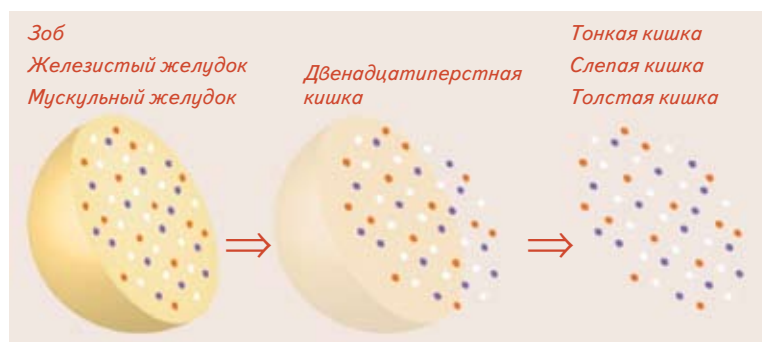 Зоб
Железистый желудок
Мускульный желудок
Двенадцатиперстная
кишка
Тонкая кишка
Слепая кишка
Толстая кишка